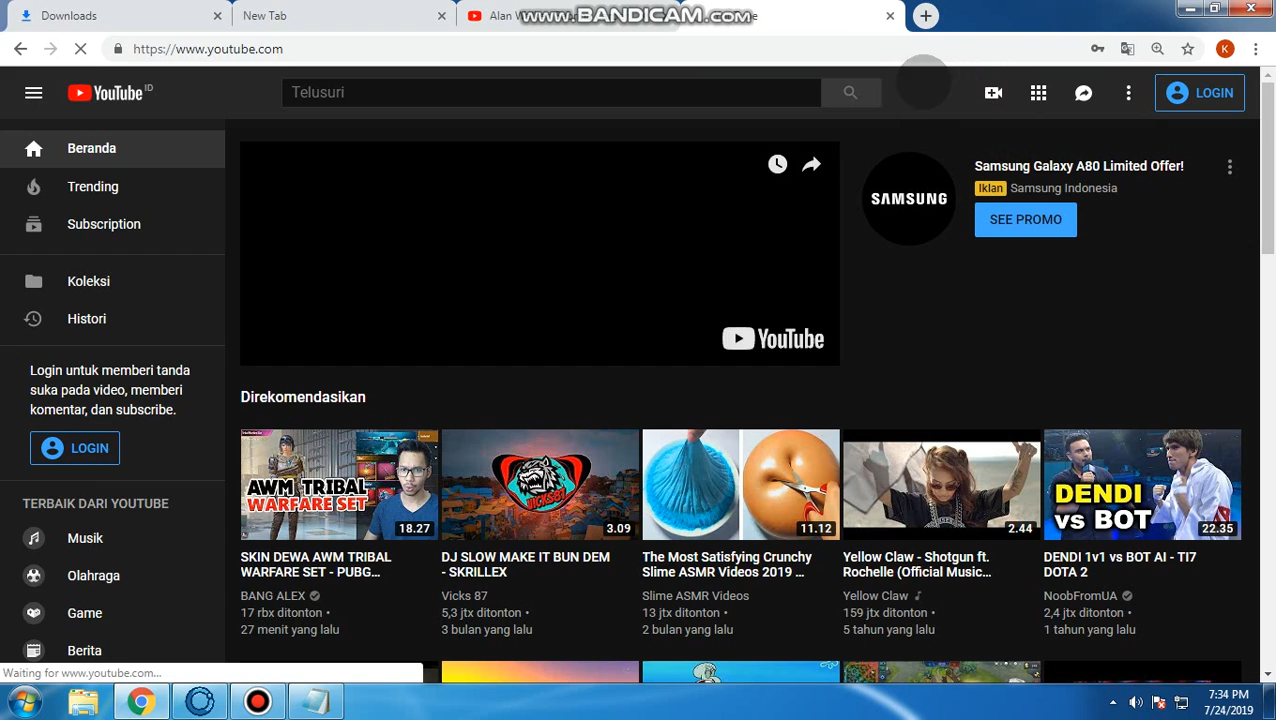 Downloads
New Tab
Alan W
www.BANDICAM.com
https://www.youtube.com
K
YouTube ID
Telusuri
LOGIN
Beranda
Trending
Subscription
Koleksi
Histori
Login untuk memberi tanda
suka pada video, memberi
komentar, dan subscribe.
LOGIN
TERBAIK DARI YOUTUBE
Musik
Olahraga
Game
Berita
YouTube
SAMSUNG
Samsung Galaxy A80 Limited Offer!
Iklan Samsung Indonesia
SEE PROMO
Direkomendasikan
AWM TRIBAL
WARFARE SET
18.27
SKIN DEWA AWM TRIBAL
WARFARE SET - PUBG...
BANG ALEX
17 rbx ditonton •
27 menit yang lalu
VICKS87
3.09
DJ SLOW MAKE IT BUN DEM
- SKRILLEX
Vicks 87
5,3 jtx ditonton •
3 bulan yang lalu
11.12
The Most Satisfying Crunchy
Slime ASMR Videos 2019 ...
Slime ASMR Videos
13 jtx ditonton •
2 bulan yang lalu
2.44
Yellow Claw - Shotgun ft.
Rochelle (Official Music...
Yellow Claw
159 jtx ditonton •
5 tahun yang lalu
DENDI
vs BOT
22.35
DENDI 1v1 vs BOT AI - TI7
DOTA 2
NoobFromUA
2,4 jtx ditonton •
1 tahun yang lalu
Waiting for www.youtube.com...
7:34 PM
7/24/2019